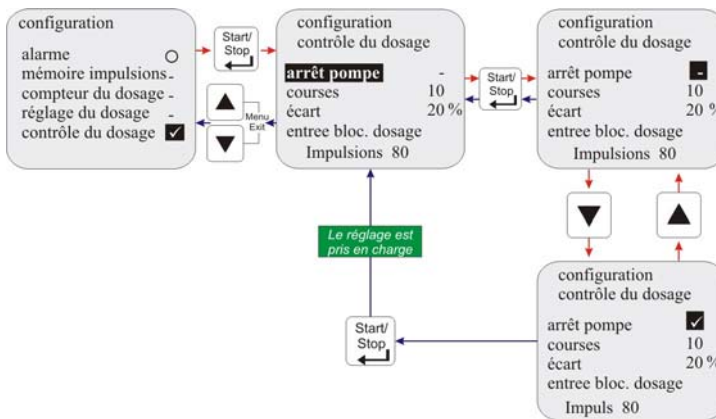 configuration
alarme
mémoire impulsions -
compteur du dosage -
réglage du dosage -
contrôle du dosage
Start/
Stop
Menu
Exit
configuration
contrôle du dosage
arrêt pompe -
courses 10
écart 20 %
entree bloc. dosage
Impulsions 80
Start/
Stop
configuration
contrôle du dosage
arrêt pompe -
courses 10
écart 20 %
entree bloc. dosage
Impulsions 80
Le réglage est
pris en charge
Start/
Stop
configuration
contrôle du dosage
arrêt pompe
courses 10
écart 20 %
entree bloc. dosage
Impuls 80